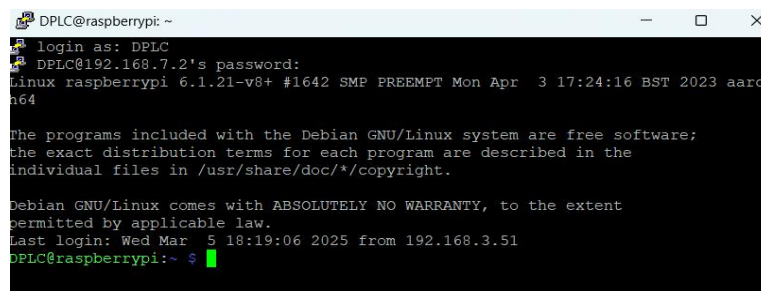 DPLC@raspberrypi: ~
login as: DPLC
DPLC@192.168.7.2's password:
Linux raspberrypi 6.1.21-v8+ #1642 SMP PREEMPT Mon Apr  3 17:24:16 BST 2023 aarc
h64
The programs included with the Debian GNU/Linux system are free software;
the exact distribution terms for each program are described in the
individual files in /usr/share/doc/*/copyright.
Debian GNU/Linux comes with ABSOLUTELY NO WARRANTY, to the extent
permitted by applicable law.
Last login: Wed Mar  5 18:19:06 2025 from 192.168.3.51
DPLC@raspberrypi:~ $